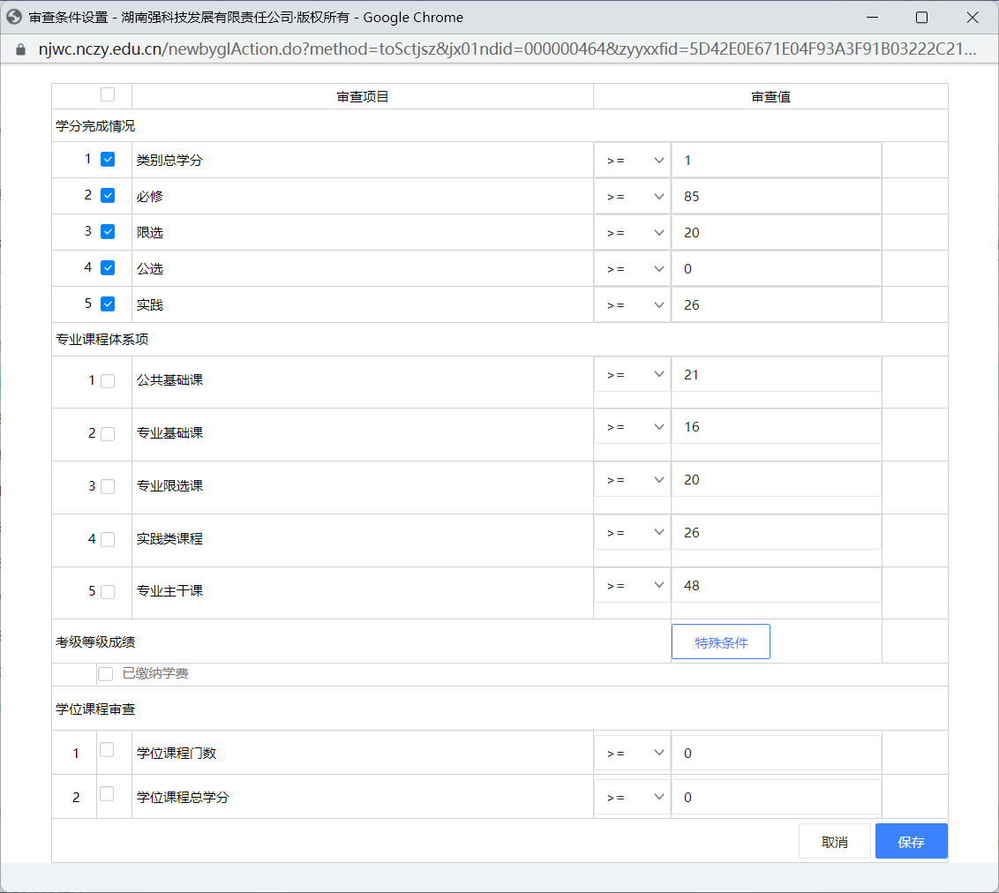 审查条件设置 - 湖南强科技发展有限责任公司·版权所有 - Google Chrome
njwc.nczy.edu.cn/newbyglAction.do?method=toSctjsz&jx01ndid=000000464&zyyxxfid=5D42E0E671E04F93A3F91B03222C21...
审查项目 审查值
学分完成情况
1 类别总学分 >= 1
2 必修 >= 85
3 限选 >= 20
4 公选 >= 0
5 实践 >= 26
专业课程体系项
1 公共基础课 >= 21
2 专业基础课 >= 16
3 专业限选课 >= 20
4 实践类课程 >= 26
5 专业主干课 >= 48
考级等级成绩 特殊条件
已缴纳学费
学位课程审查
1 学位课程门数 >= 0
2 学位课程总学分 >= 0
取消 保存